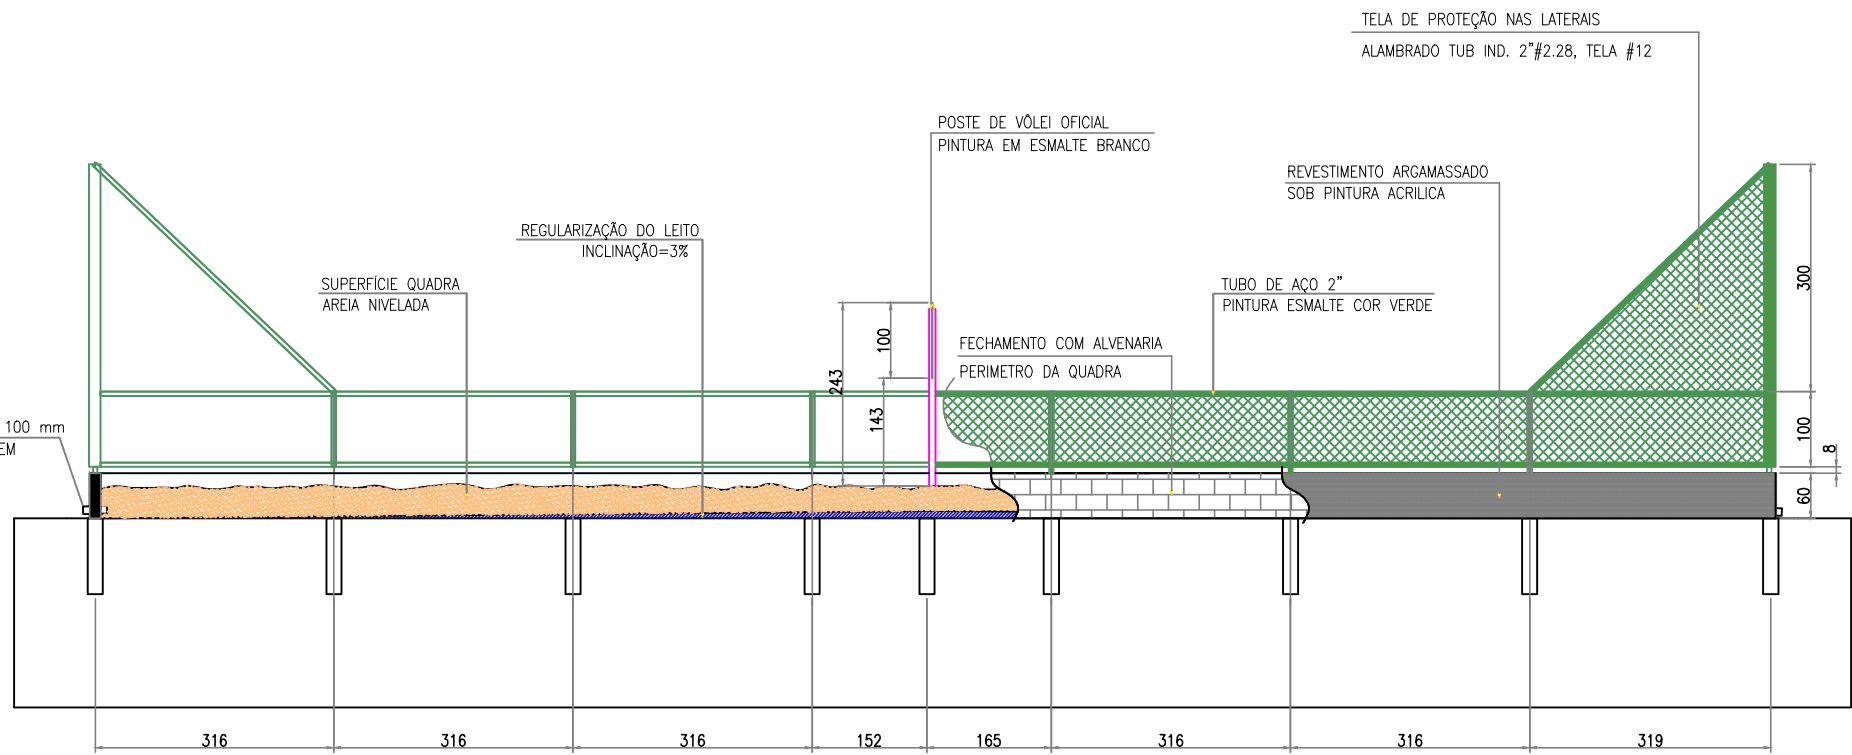 TELA DE PROTEÇÃO NAS LATERAIS
ALAMBRADO TUB IND. 2"#2.28, TELA #12
POSTE DE VÔLEI OFICIAL
PINTURA EM ESMALTE BRANCO
REVESTIMENTO ARGAMASSADO
SOB PINTURA ACRILICA
REGULARIZAÇÃO DO LEITO
INCLINAÇÃO=3%
SUPERFÍCIE QUADRA
AREIA NIVELADA
TUBO DE AÇO 2"
PINTURA ESMALTE COR VERDE
FECHAMENTO COM ALVENARIA
PERIMETRO DA QUADRA
100 mm
EM
243
100
143
300
100
8
60
316
316
316
152
165
316
316
319